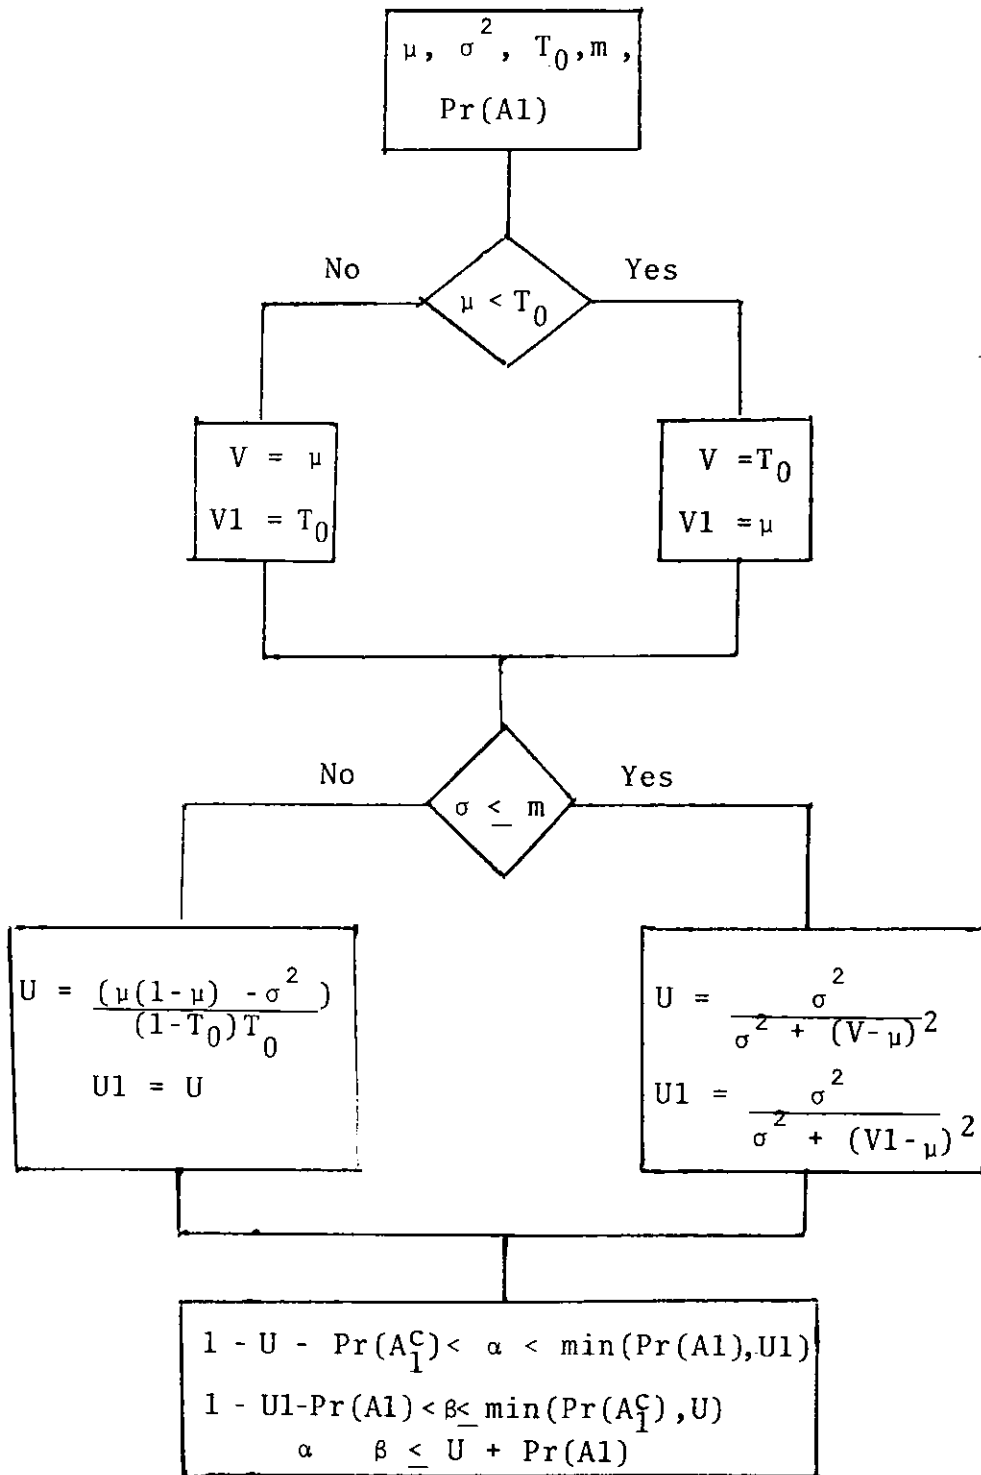 μ, σ², T₀, m,
Pr(A1)
No
Yes
μ < T₀
V = μ
V1 = T₀
V = T₀
V1 = μ
No
Yes
σ ≤ m
U = (μ(1-μ) - σ²) / (1-T₀)T₀
U1 = U
U = σ² / σ² + (V-μ)²
U1 = σ² / σ² + (V1-μ)²
1 - U - Pr(A₁ᶜ) < α < min(Pr(A1),U1)
1 - U1-Pr(A1) < β ≤ min(Pr(A₁ᶜ),U)
α β ≤ U + Pr(A1)